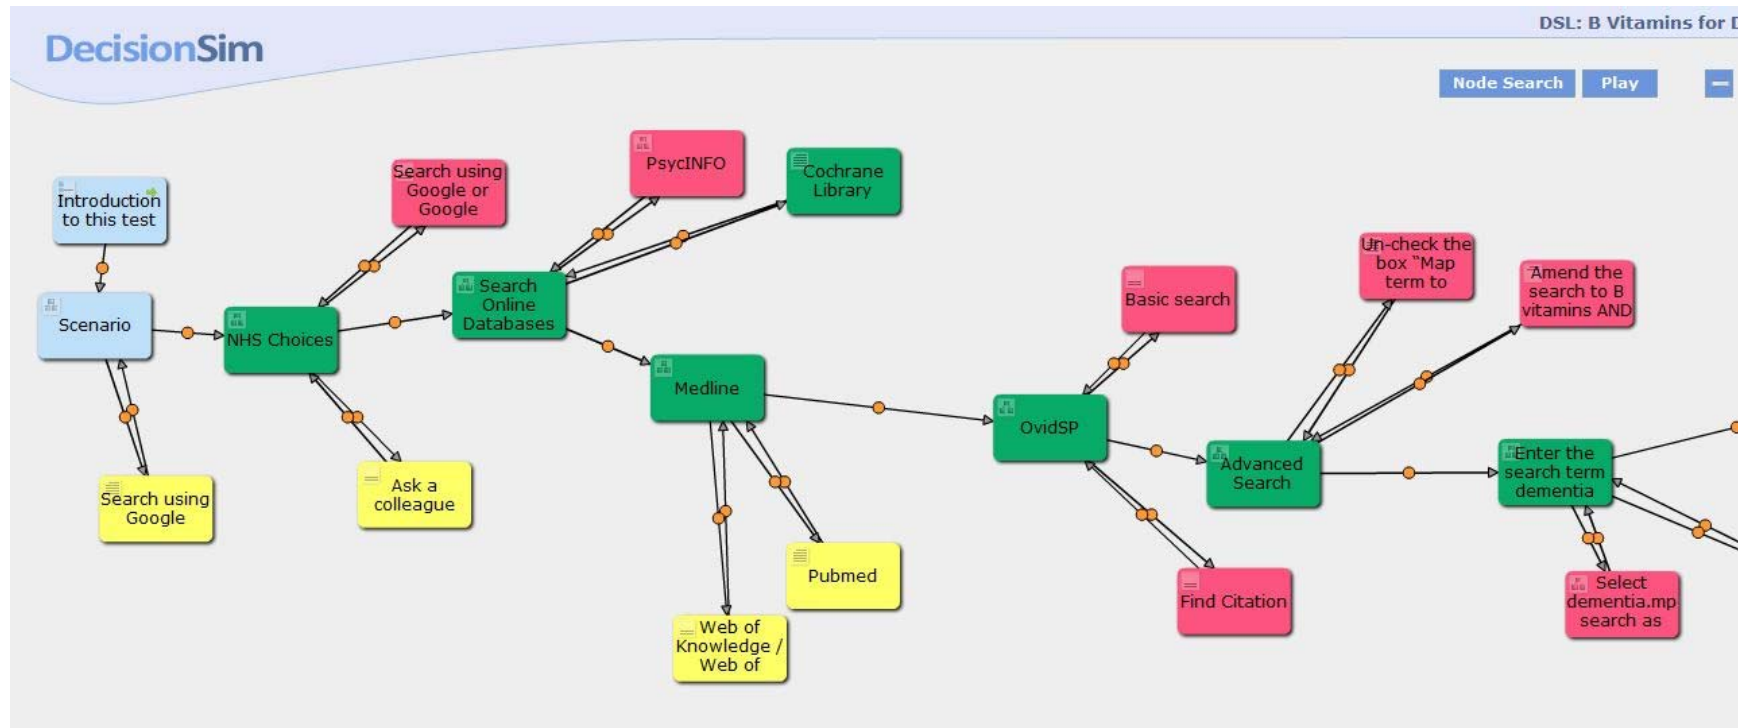 DSL: B Vitamins for D
DecisionSim
Node Search
Play
Introduction
to this test
Scenario
Search using
Google
Search using
Google or
Google
NHS Choices
Ask a
colleague
Search
Online
Databases
PsycINFO
Cochrane
Library
Medline
Web of
Knowledge /
Web of
Pubmed
OvidSP
Basic search
Find Citation
Advanced
Search
Un-check the
box "Map
term to
Amend the
search to B
vitamins AND
Enter the
search term
dementia
Select
dementia.mp
search as